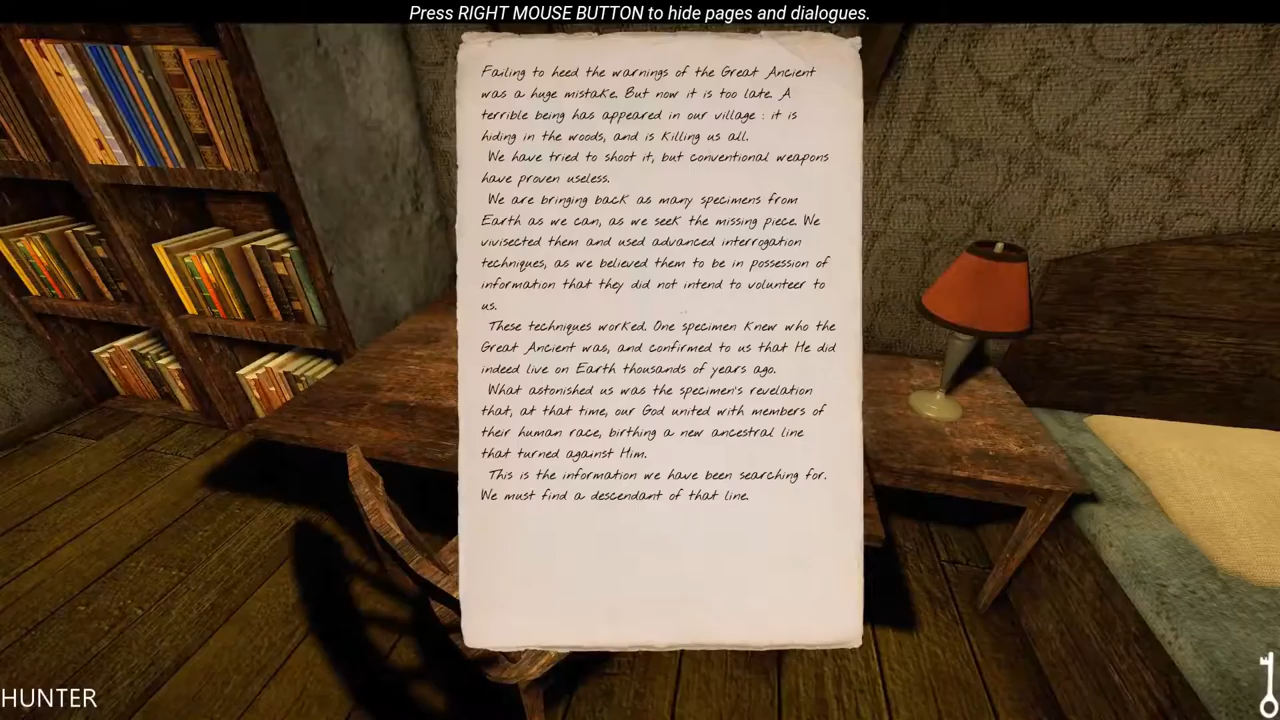 Press RIGHT MOUSE BUTTON to hide pages and dialogues.
Failing to heed the warnings of the Great Ancient
was a huge mistake. But now it is too late. A
terrible being has appeared in our village : it is
hiding in the woods, and is killing us all.
We have tried to shoot it, but conventional weapons
have proven useless.
We are bringing back as many specimens from
Earth as we can, as we seek the missing piece. We
vivisected them and used advanced interrogation
techniques, as we believed them to be in possession of
information that they did not intend to volunteer to
us.
These techniques worked. One specimen knew who the
Great Ancient was, and confirmed to us that He did
indeed live on Earth thousands of years ago.
What astonished us was the specimen's revelation
that, at that time, our God united with members of
their human race, birthing a new ancestral line
that turned against Him.
This is the information we have been searching for.
We must find a descendant of that line.
HUNTER